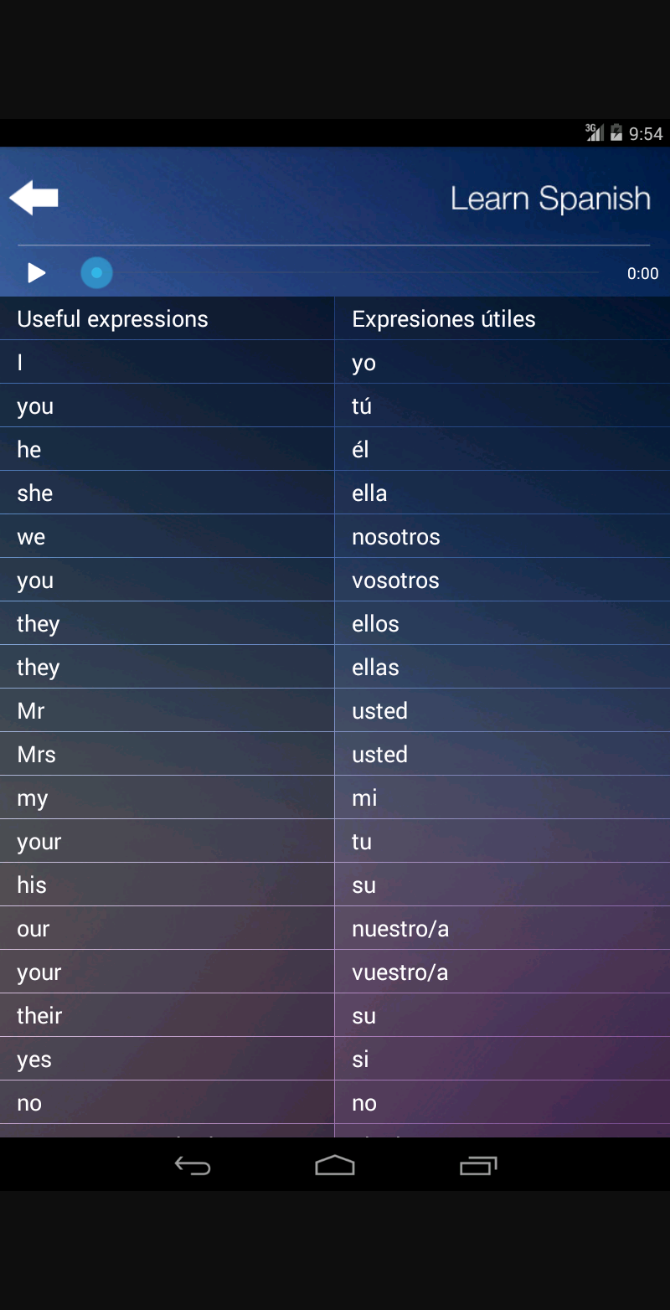 3G 9:54
Learn Spanish
0:00
Useful expressions Expresiones útiles
I yo
you tú
he él
she ella
we nosotros
you vosotros
they ellos
they ellas
Mr usted
Mrs usted
my mi
your tu
his su
our nuestro/a
your vuestro/a
their su
yes si
no no